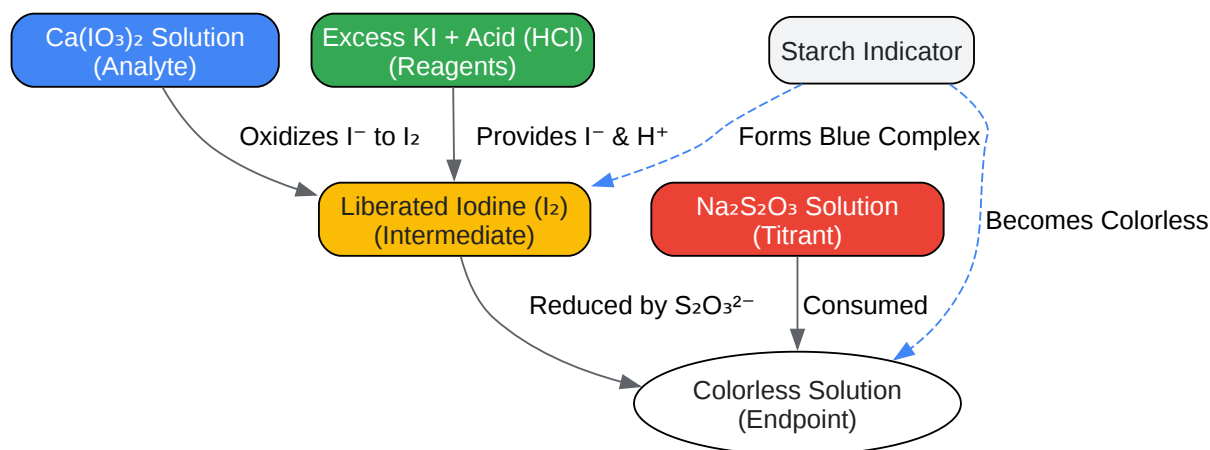 Ca(IO₃)₂ Solution
(Analyte)
Excess KI + Acid (HCl)
(Reagents)
Starch Indicator
Oxidizes I⁻ to I₂
Provides I⁻ & H⁺
Forms Blue Complex
Liberated Iodine (I₂)
(Intermediate)
Na₂S₂O₃ Solution
(Titrant)
Becomes Colorless
Reduced by S₂O₃²⁻
Consumed
Colorless Solution
(Endpoint)